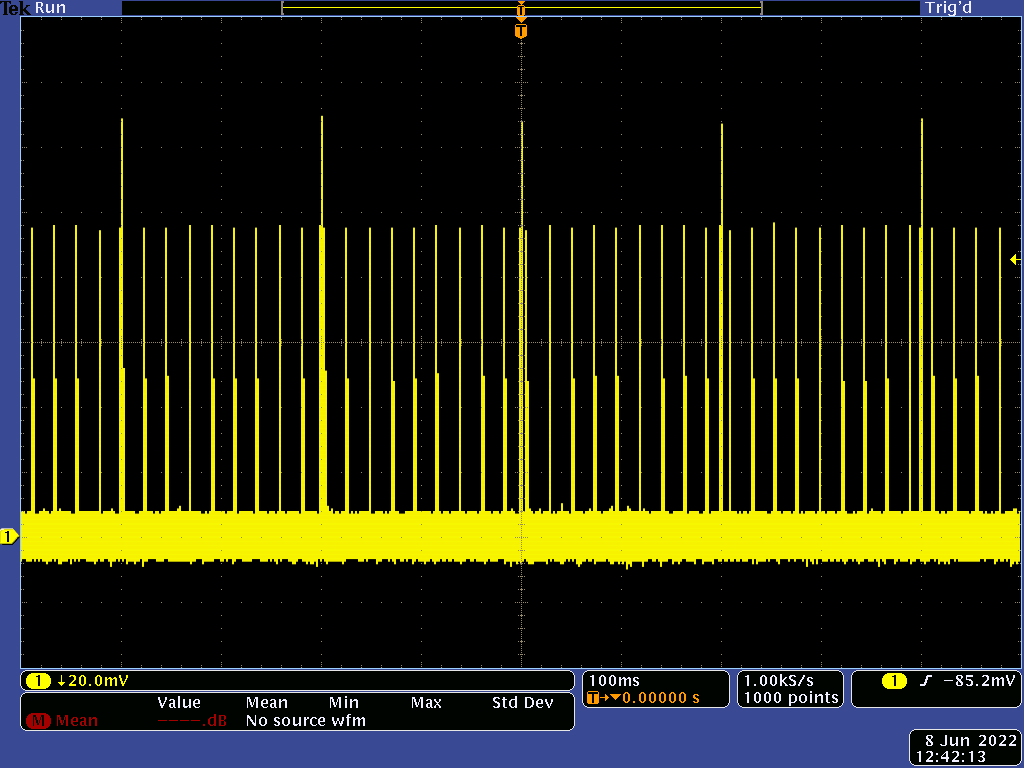 Tek Run Trig'd
T
T
1
1 ↓20.0mV 100ms 1.00kS/s 1 ∫ −85.2mV
T→▼0.00000 s 1000 points
Value Mean Min Max Std Dev
M Mean ----.dB No source wfm
8 Jun 2022
12:42:13